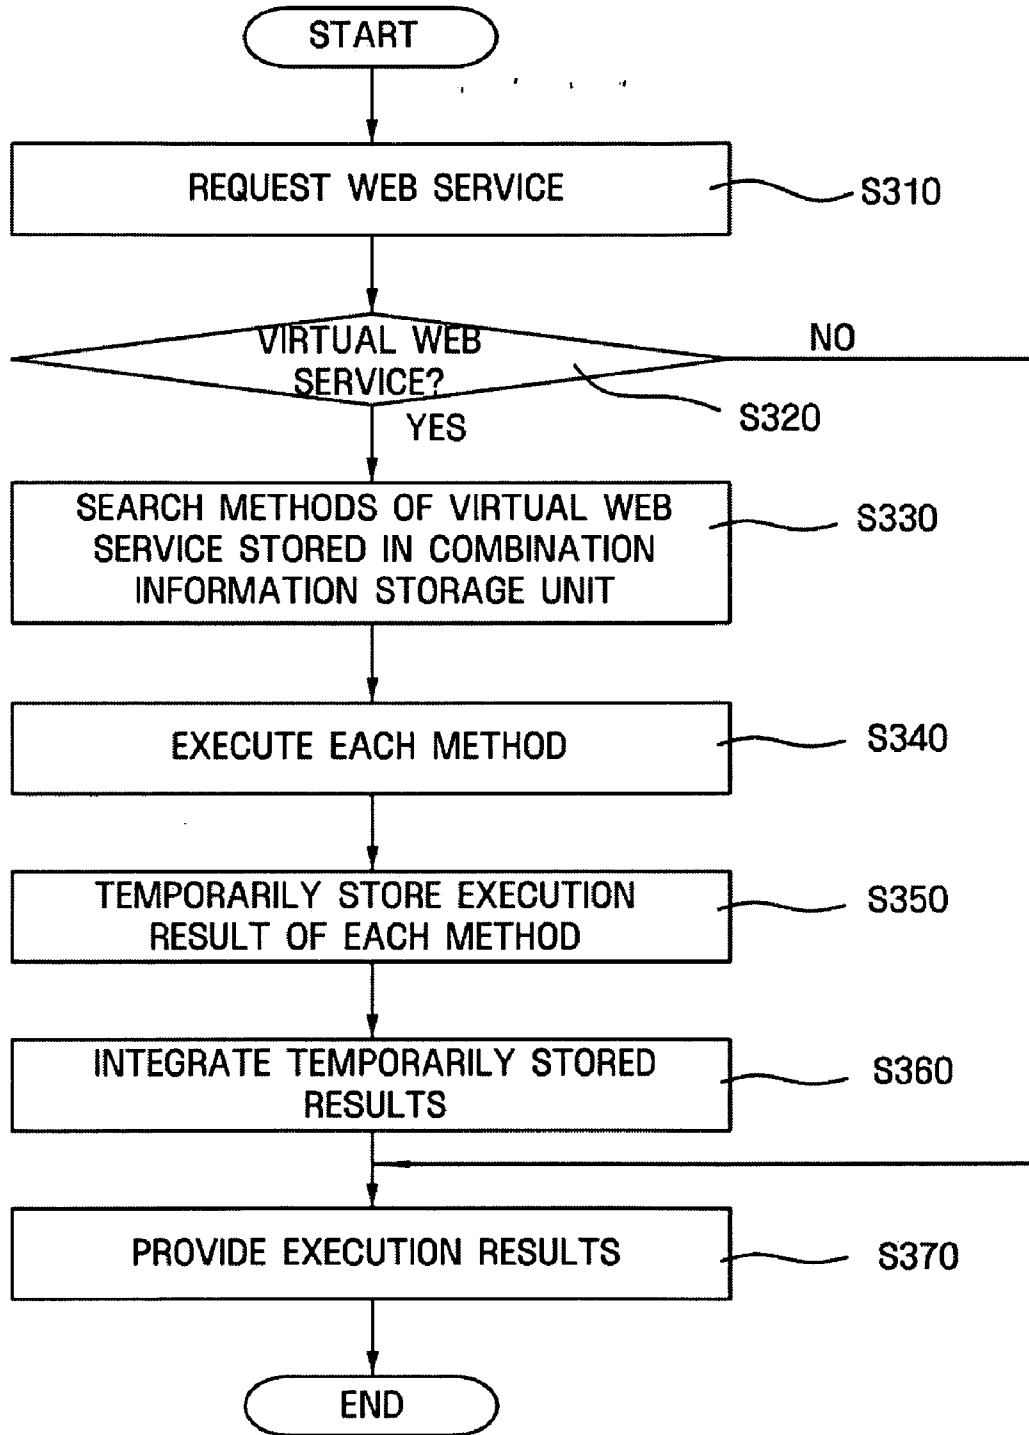 START
REQUEST WEB SERVICE
S310
VIRTUAL WEB
SERVICE?
NO
S320
YES
SEARCH METHODS OF VIRTUAL WEB
SERVICE STORED IN COMBINATION
INFORMATION STORAGE UNIT
S330
EXECUTE EACH METHOD
S340
TEMPORARILY STORE EXECUTION
RESULT OF EACH METHOD
S350
INTEGRATE TEMPORARILY STORED
RESULTS
S360
PROVIDE EXECUTION RESULTS
S370
END